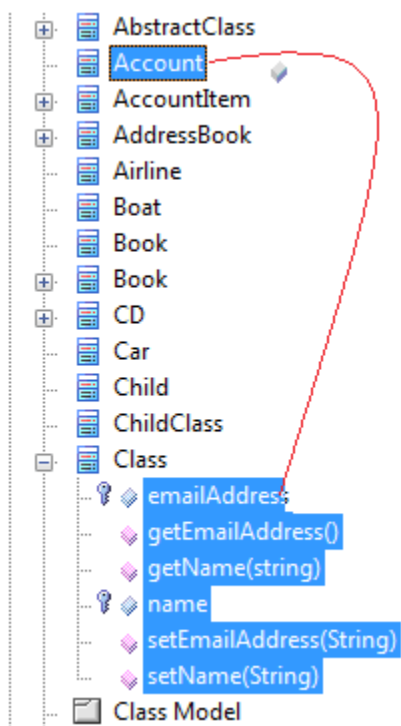 AbstractClass
Account
AccountItem
AddressBook
Airline
Boat
Book
Book
CD
Car
Child
ChildClass
Class
emailAddress
getEmailAddress()
getName(string)
name
setEmailAddress(String)
setName(String)
Class Model